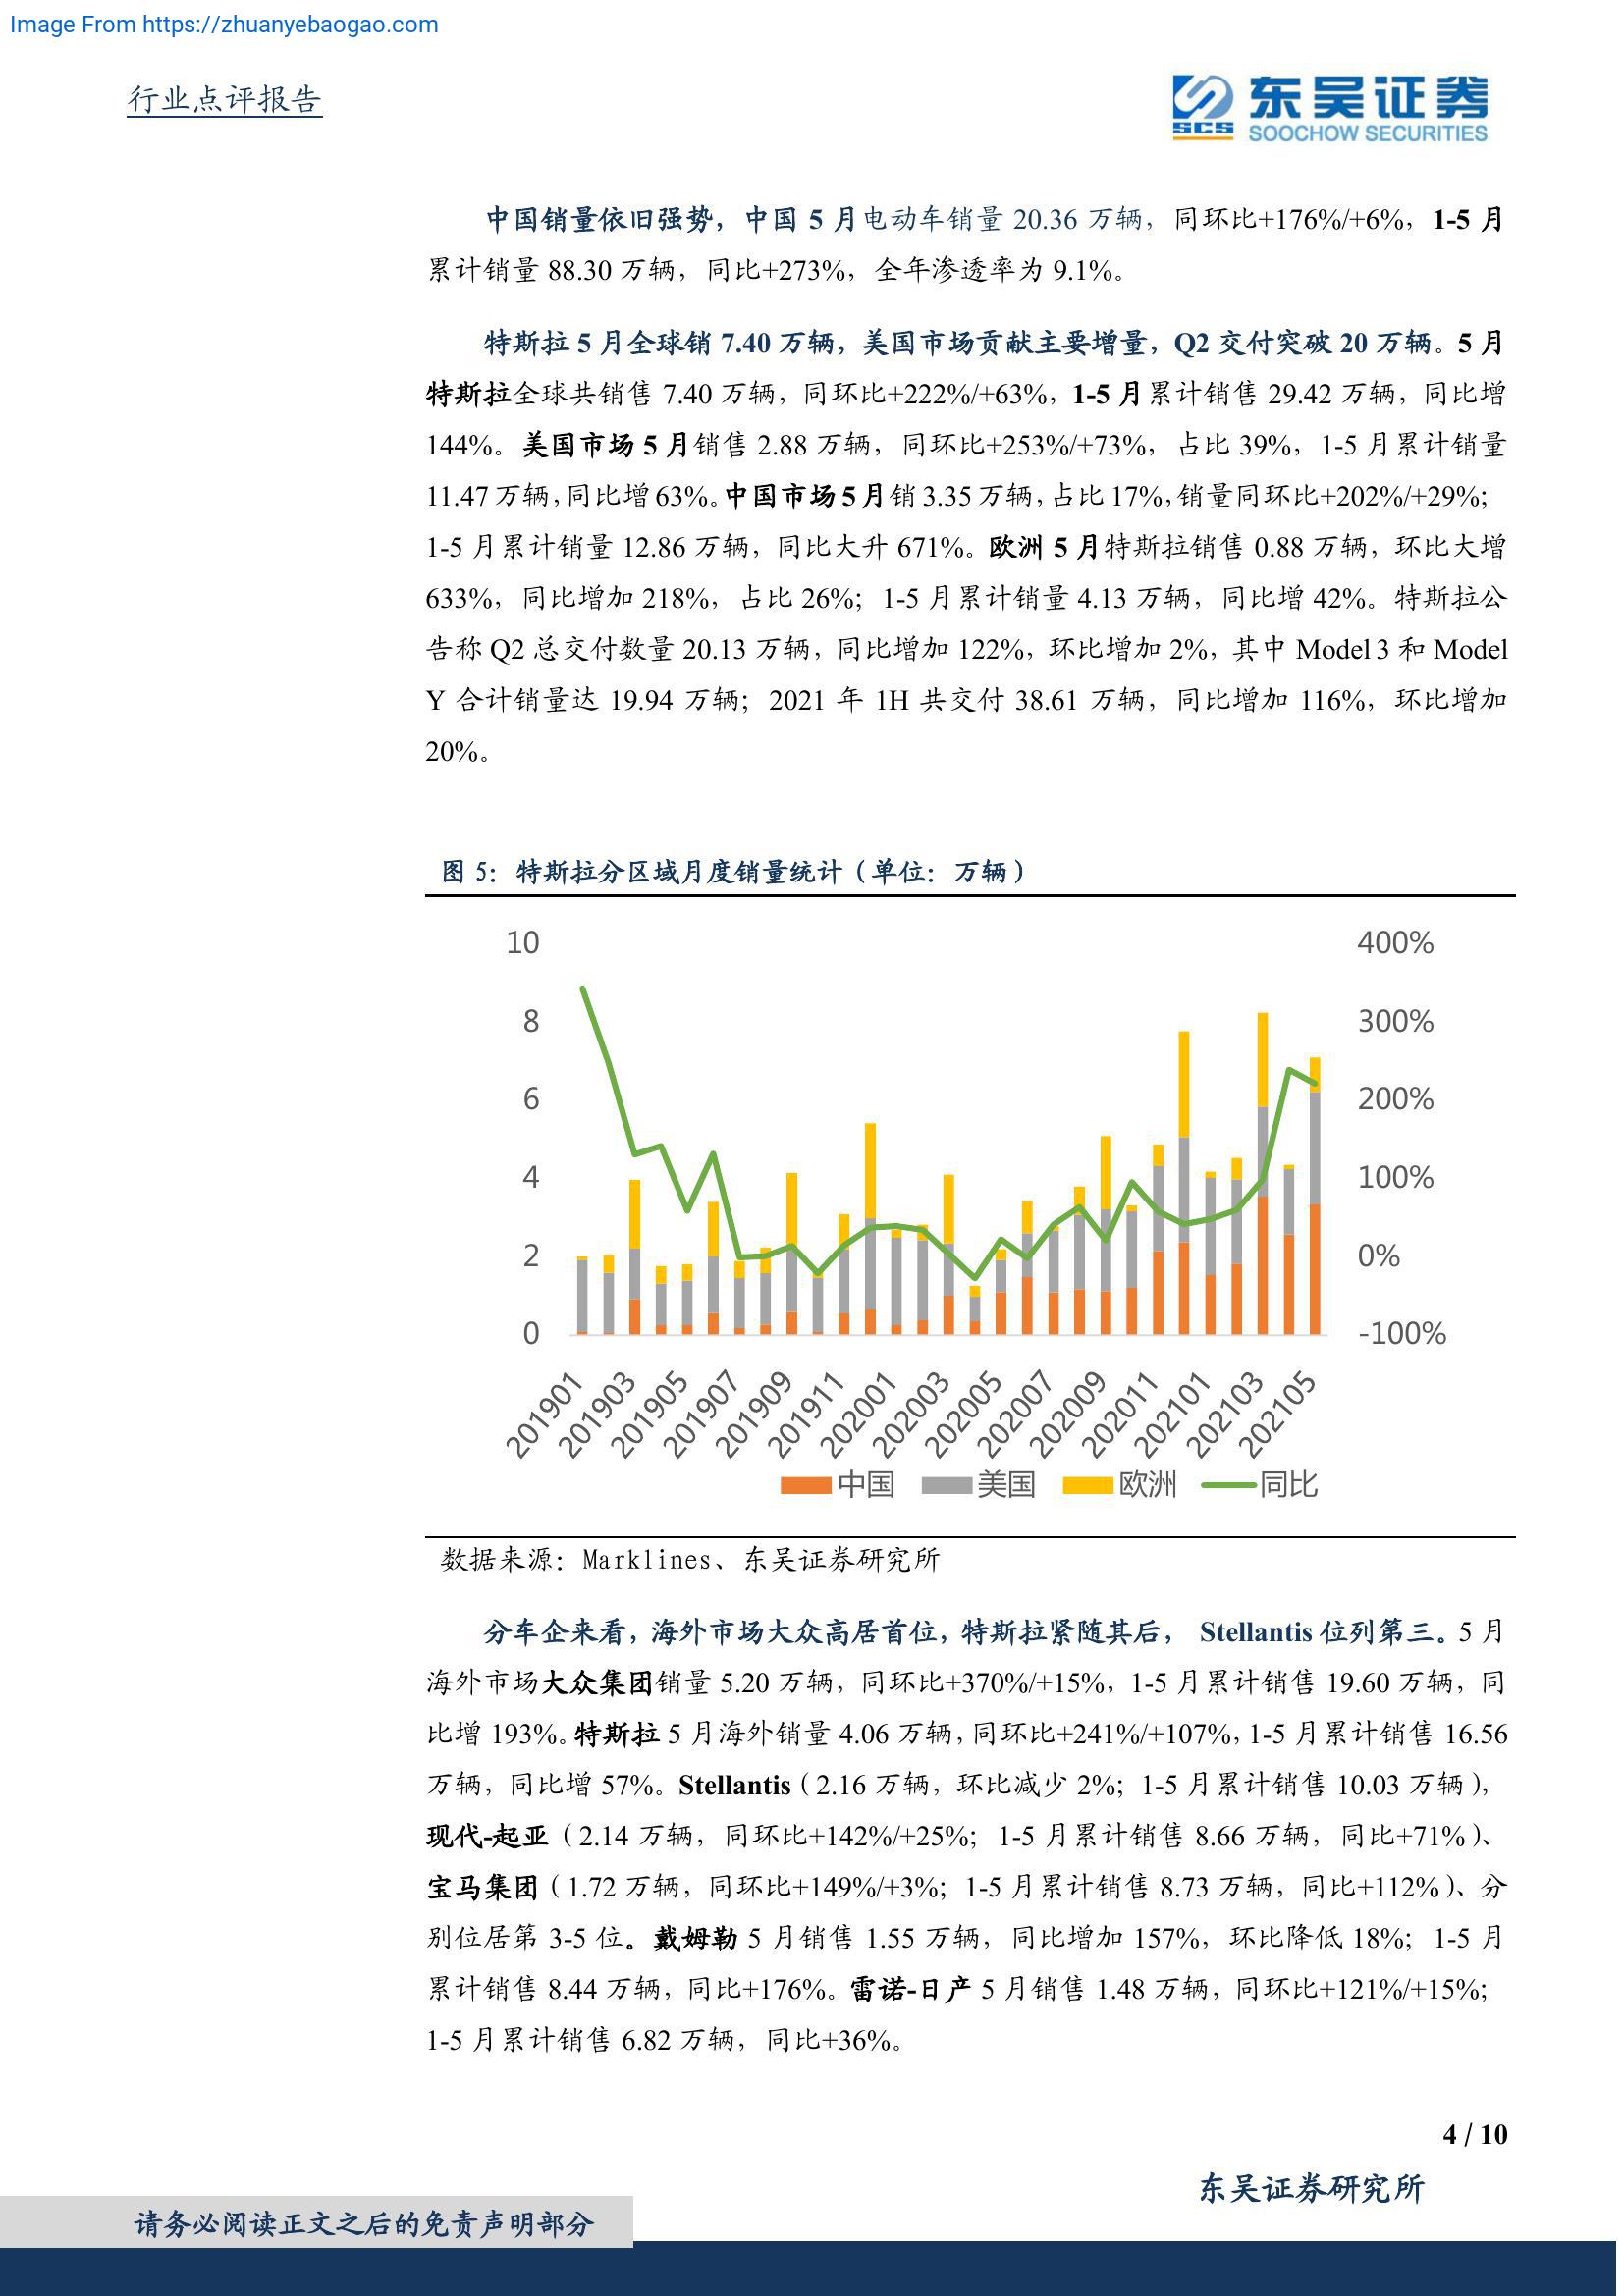 Image From https://zhuanyebaogao.com
行业点评报告
SCS
东吴证券
SOOCHOW SECURITIES
中国销量依旧强势，中国 5 月电动车销量 20.36 万辆，同环比+176%/+6%，1-5 月
累计销量 88.30 万辆，同比+273%，全年渗透率为 9.1%。
特斯拉 5 月全球销 7.40 万辆，美国市场贡献主要增量，Q2 交付突破 20 万辆。5 月
特斯拉全球共销售 7.40 万辆，同环比+222%/+63%，1-5 月累计销售 29.42 万辆，同比增
144%。美国市场 5 月销售 2.88 万辆，同环比+253%/+73%，占比 39%，1-5 月累计销量
11.47 万辆，同比增 63%。中国市场 5 月销 3.35 万辆，占比 17%，销量同环比+202%/+29%；
1-5 月累计销量 12.86 万辆，同比大升 671%。欧洲 5 月特斯拉销售 0.88 万辆，环比大增
633%，同比增加 218%，占比 26%；1-5 月累计销量 4.13 万辆，同比增 42%。特斯拉公
告称 Q2 总交付数量 20.13 万辆，同比增加 122%，环比增加 2%，其中 Model 3 和 Model
Y 合计销量达 19.94 万辆；2021 年 1H 共交付 38.61 万辆，同比增加 116%，环比增加
20%。
图 5：特斯拉分区域月度销量统计（单位：万辆）
10 400%
8 300%
6 200%
4 100%
2 0%
0 -100%
201901 201903 201905 201907 201909 201911 202001 202003 202005 202007 202009 202011 202101 202103 202105
中国 美国 欧洲 同比
数据来源：Marklines、东吴证券研究所
分车企来看，海外市场大众高居首位，特斯拉紧随其后， Stellantis 位列第三。5 月
海外市场大众集团销量 5.20 万辆，同环比+370%/+15%，1-5 月累计销售 19.60 万辆，同
比增 193%。特斯拉 5 月海外销量 4.06 万辆，同环比+241%/+107%，1-5 月累计销售 16.56
万辆，同比增 57%。Stellantis（2.16 万辆，环比减少 2%；1-5 月累计销售 10.03 万辆），
现代-起亚（2.14 万辆，同环比+142%/+25%；1-5 月累计销售 8.66 万辆，同比+71%）、
宝马集团（1.72 万辆，同环比+149%/+3%；1-5 月累计销售 8.73 万辆，同比+112%）、分
别位居第 3-5 位。戴姆勒 5 月销售 1.55 万辆，同比增加 157%，环比降低 18%；1-5 月
累计销售 8.44 万辆，同比+176%。雷诺-日产 5 月销售 1.48 万辆，同环比+121%/+15%；
1-5 月累计销售 6.82 万辆，同比+36%。
4 / 10
东吴证券研究所
请务必阅读正文之后的免责声明部分